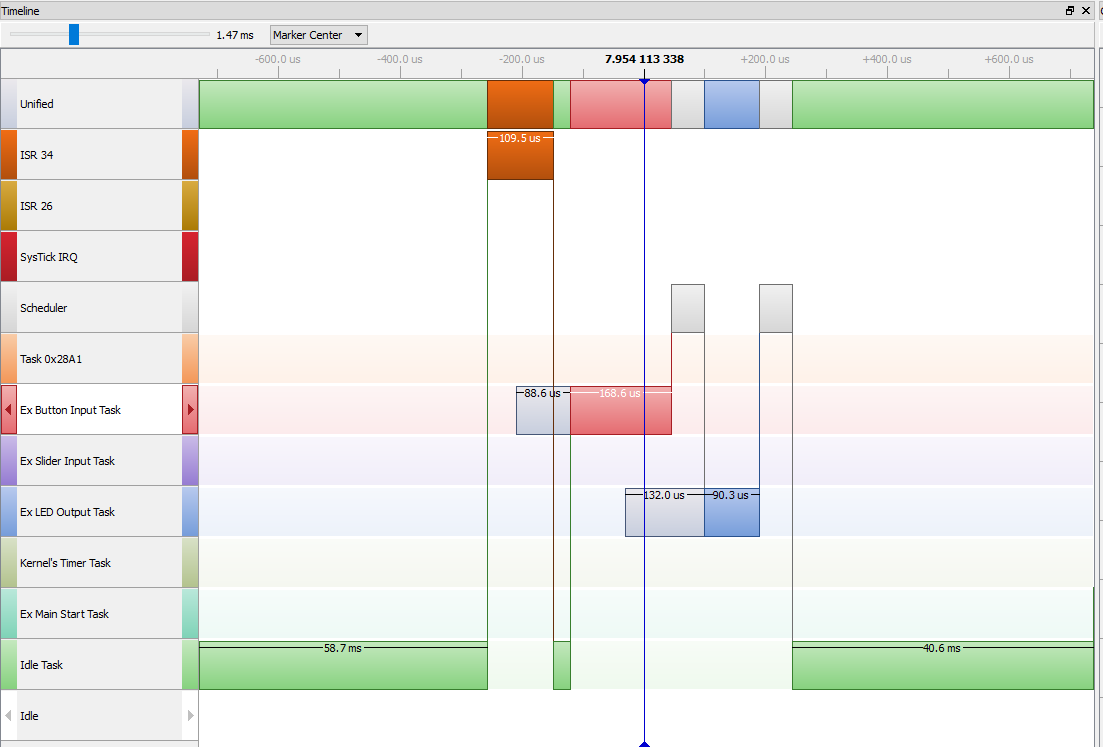 Timeline
1.47 ms Marker Center
-600.0 us -400.0 us -200.0 us 7.954 113 338 +200.0 us +400.0 us +600.0 us
Unified
ISR 34 109.5 us
ISR 26
SysTick IRQ
Scheduler
Task 0x28A1
Ex Button Input Task 88.6 us 168.6 us
Ex Slider Input Task
Ex LED Output Task 132.0 us 90.3 us
Kernel's Timer Task
Ex Main Start Task
Idle Task 58.7 ms 40.6 ms
Idle